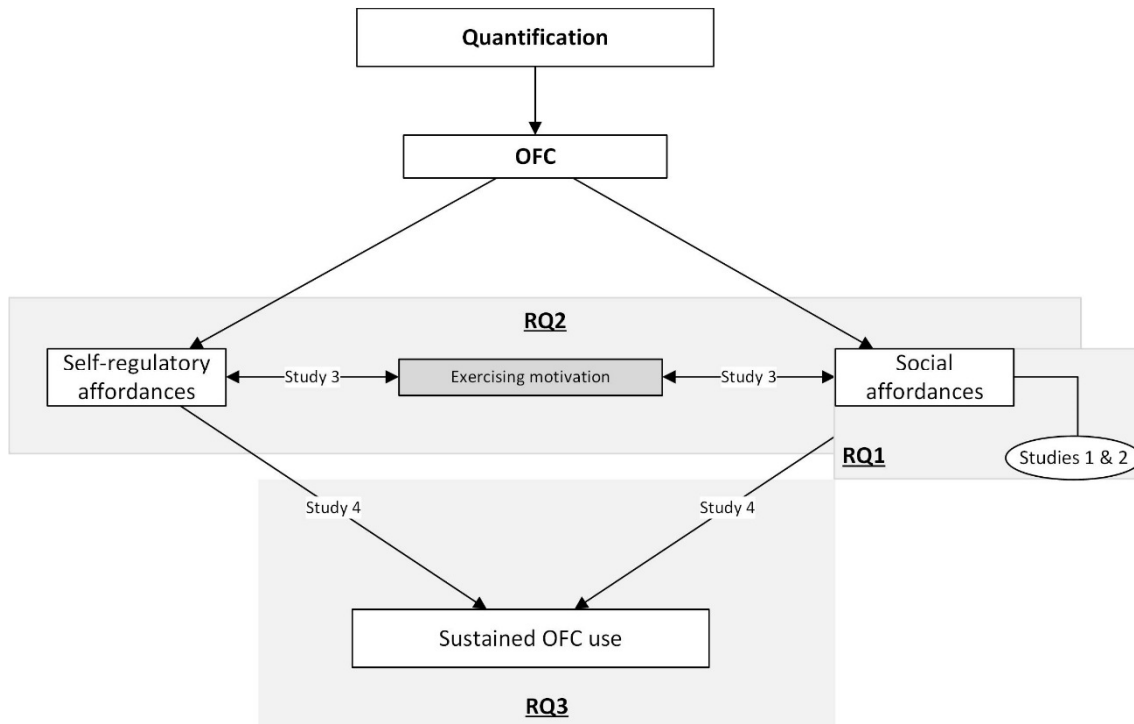 Quantification
OFC
RQ2
Self-regulatory
affordances
Study 3
Exercising motivation
Study 3
Social
affordances
RQ1
Studies 1 & 2
Study 4
Study 4
Sustained OFC use
RQ3